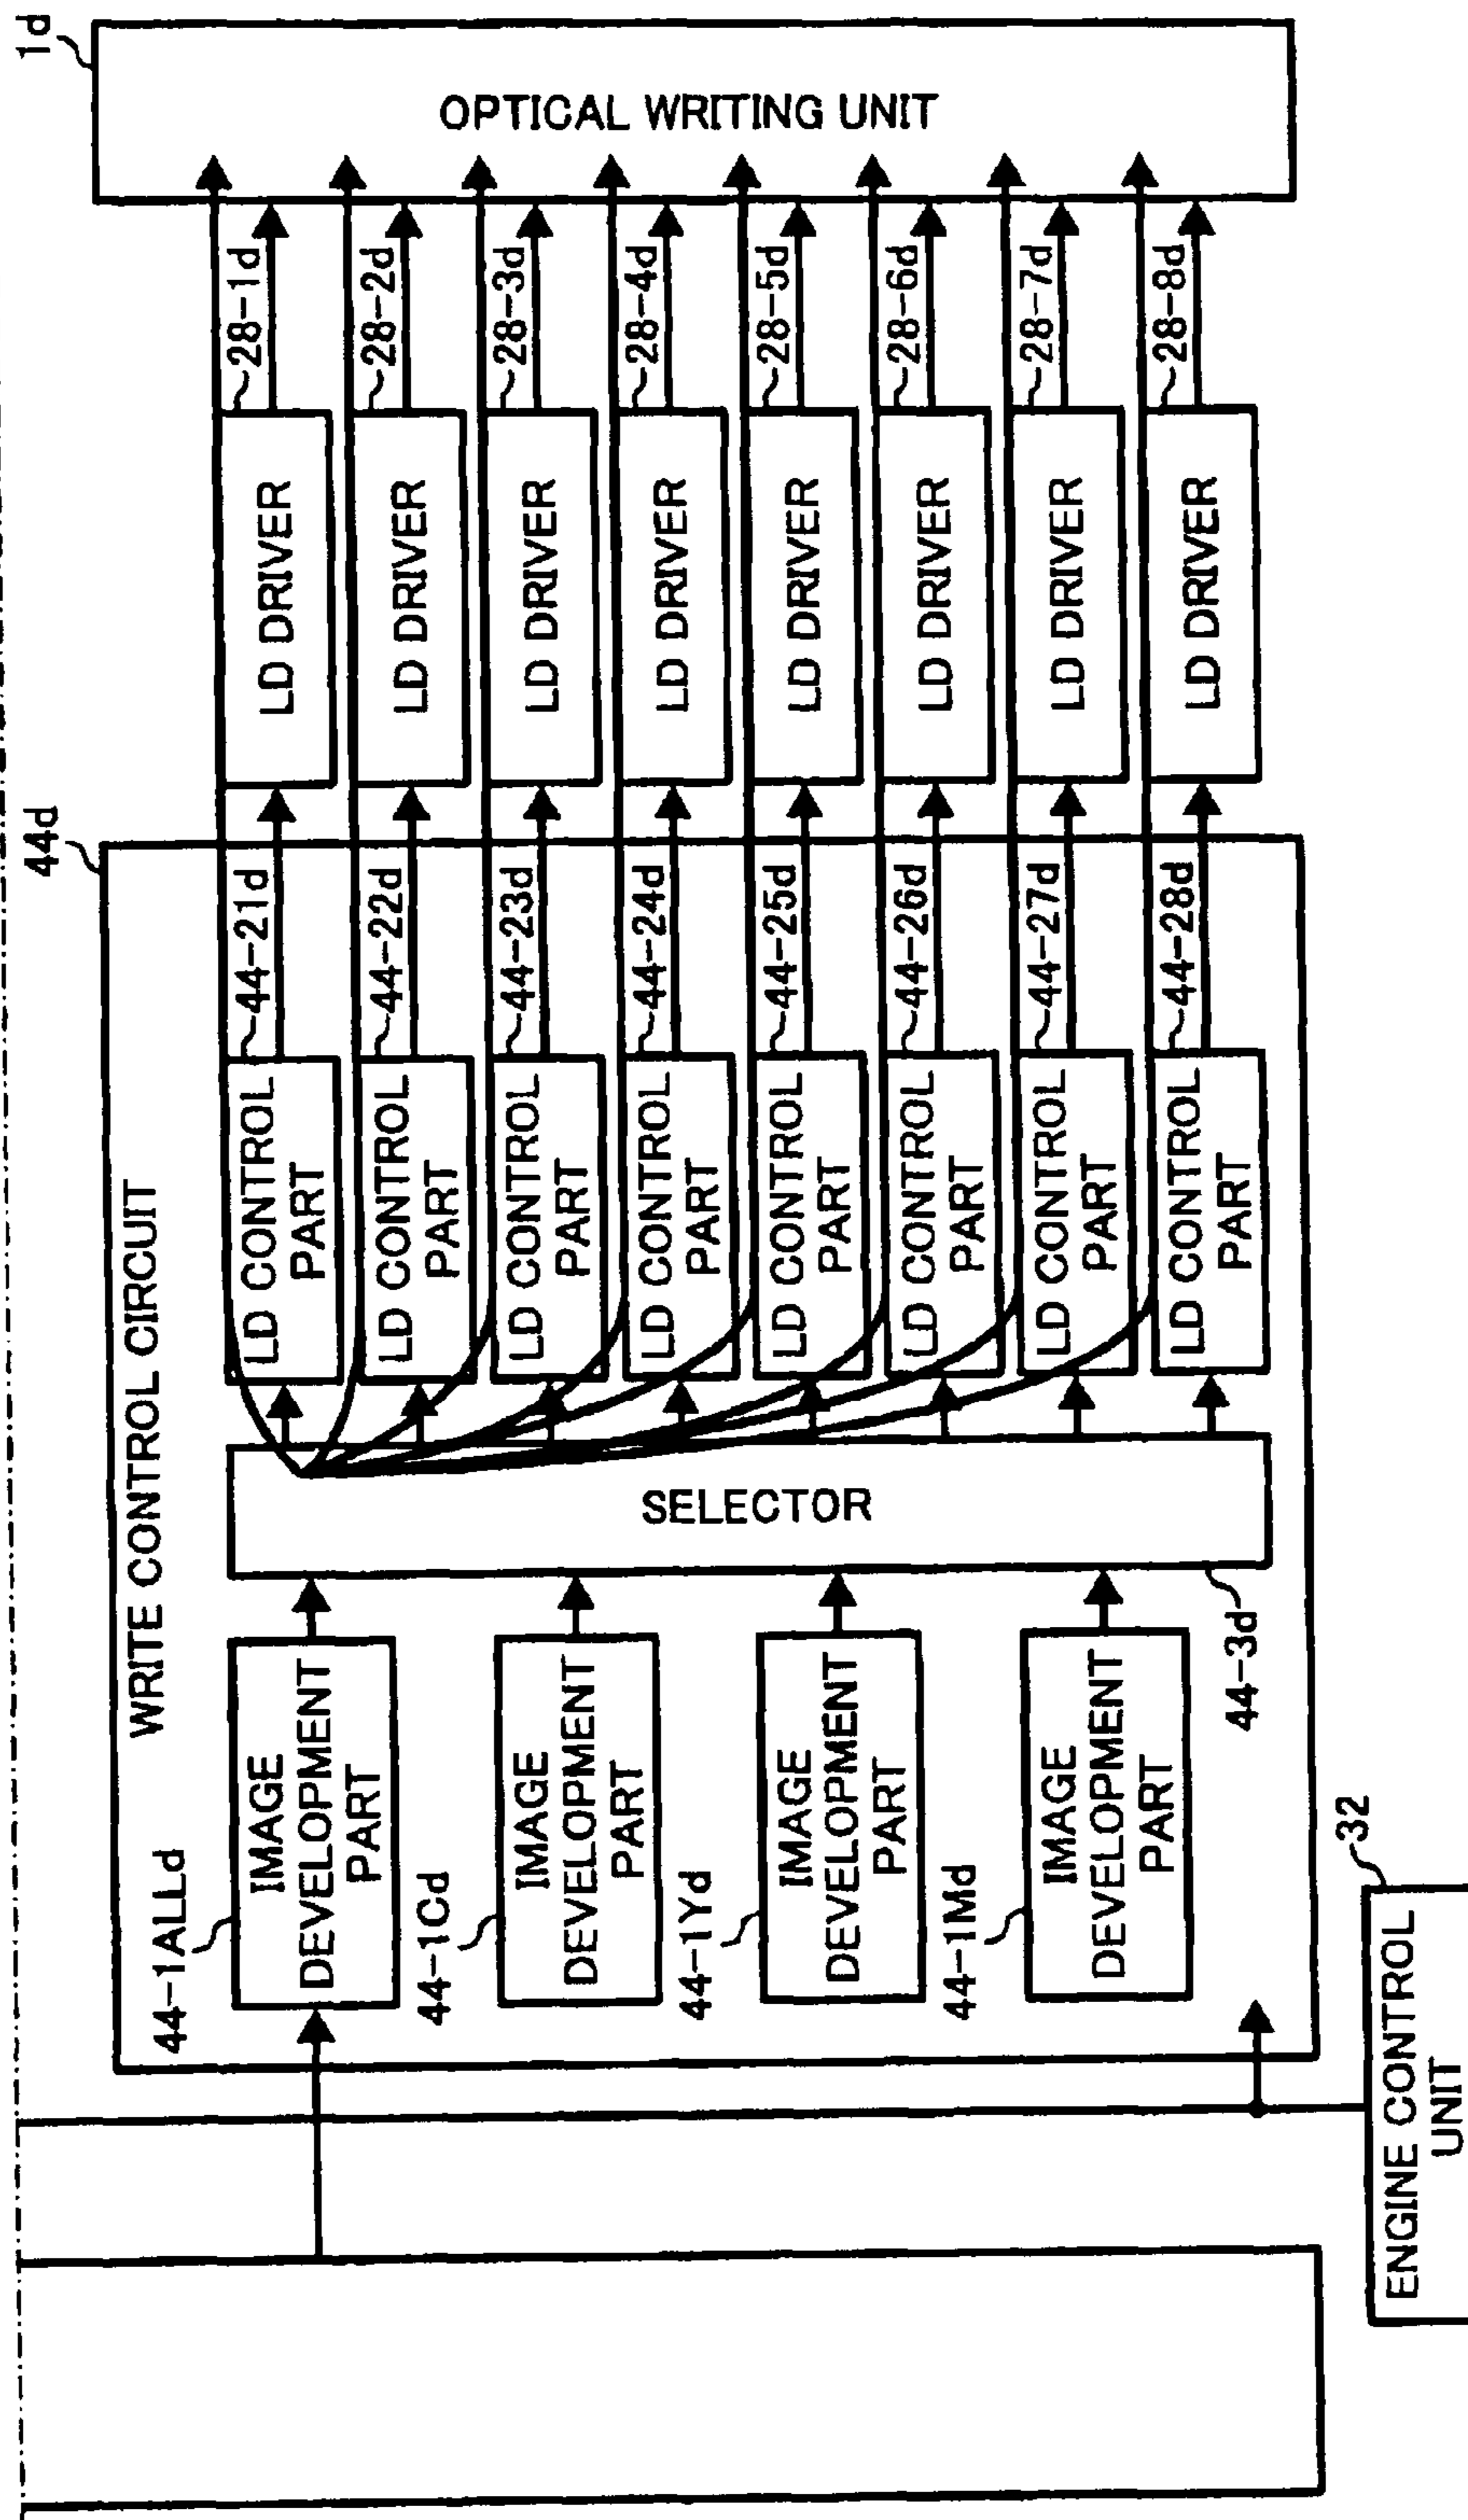 44d
1d
WRITE CONTROL CIRCUIT
44-1ALLd
IMAGE
DEVELOPMENT
PART
44-1Cd
IMAGE
DEVELOPMENT
PART
44-1Yd
IMAGE
DEVELOPMENT
PART
44-1Md
IMAGE
DEVELOPMENT
PART
SELECTOR
44-3d
LD CONTROL
PART
44-21d
LD CONTROL
PART
44-22d
LD CONTROL
PART
44-23d
LD CONTROL
PART
44-24d
LD CONTROL
PART
44-25d
LD CONTROL
PART
44-26d
LD CONTROL
PART
44-27d
LD CONTROL
PART
44-28d
LD DRIVER
28-1d
LD DRIVER
28-2d
LD DRIVER
28-3d
LD DRIVER
28-4d
LD DRIVER
28-5d
LD DRIVER
28-6d
LD DRIVER
28-7d
LD DRIVER
28-8d
OPTICAL WRITING UNIT
ENGINE CONTROL
UNIT
32